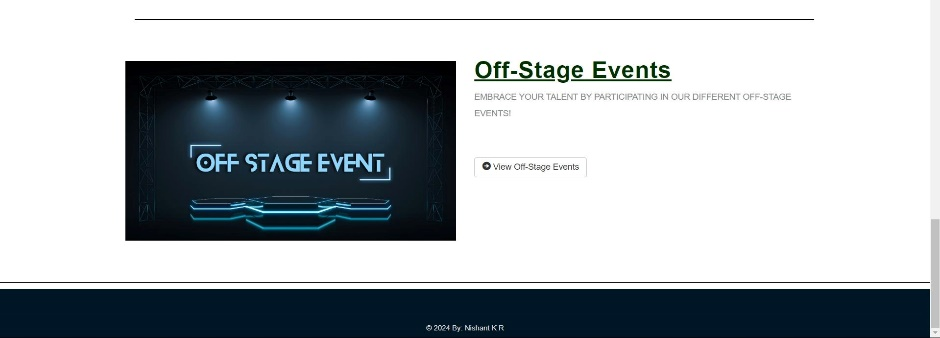 OFF STAGE EVENT
Off-Stage Events
EMBRACE YOUR TALENT BY PARTICIPATING IN OUR DIFFERENT OFF-STAGE
EVENTS!
View Off-Stage Events
© 2024 By: Nishant K R